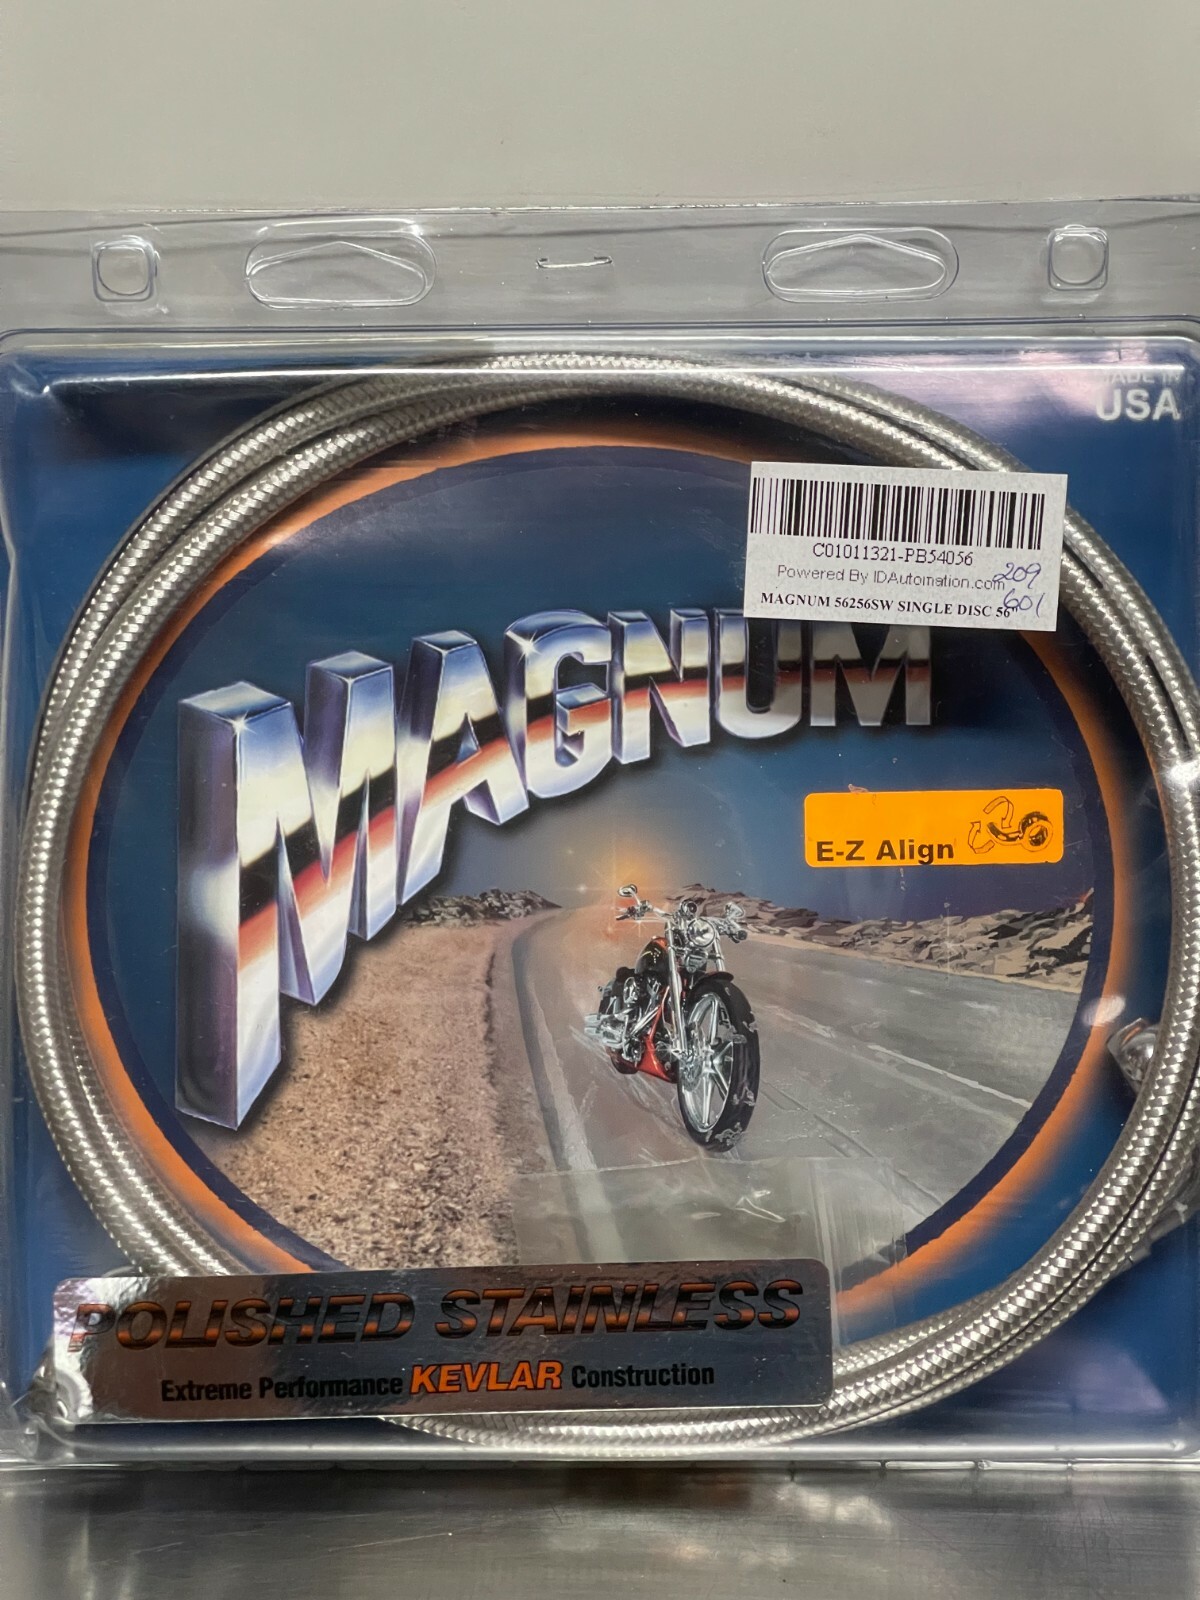 MADE IN
USA
C01011321-PB54056
Powered By IDAutomation.com
209
MAGNUM 56256SW SINGLE DISC 56"
601
MAGNUM
E-Z Align
POLISHED STAINLESS
Extreme Performance KEVLAR Construction